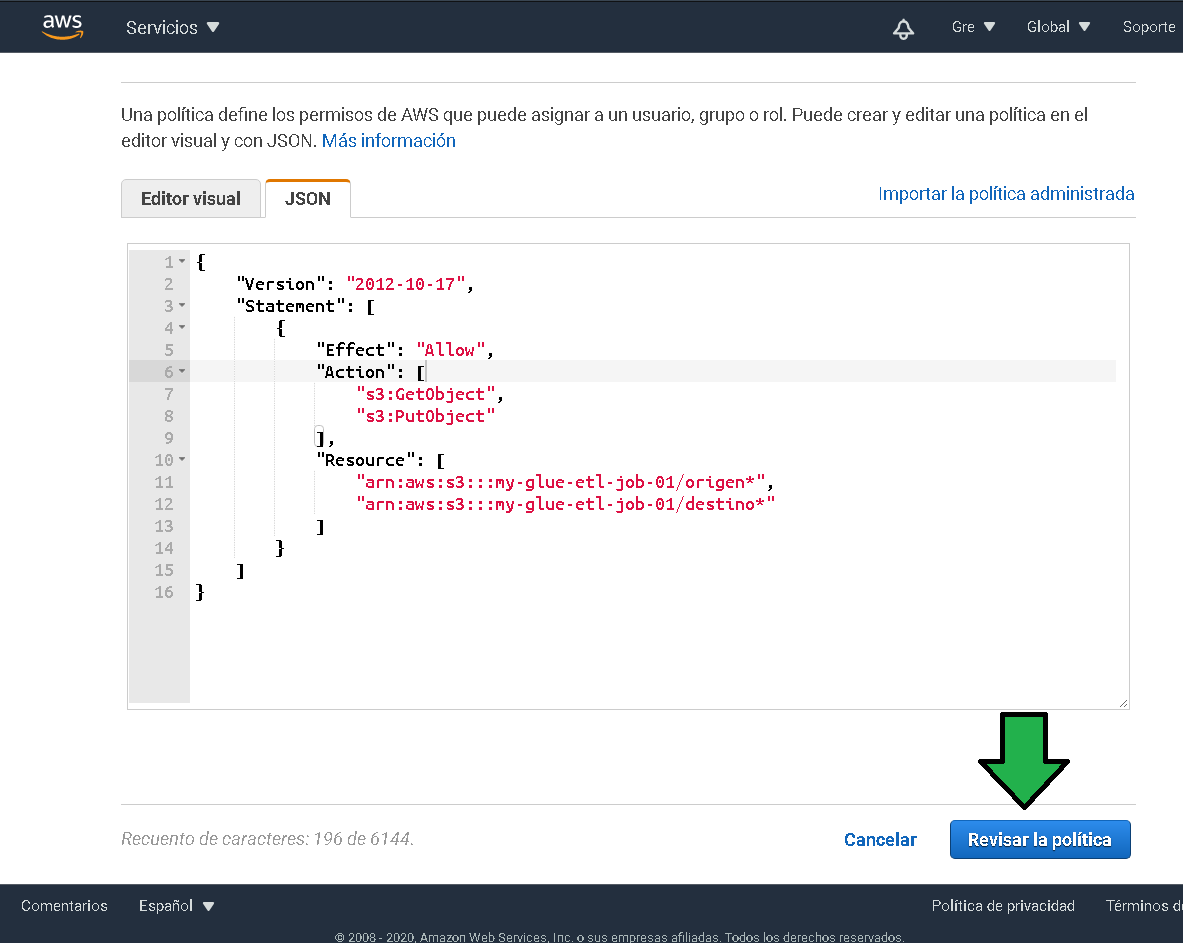 aws Servicios Gre Global Soporte
Una política define los permisos de AWS que puede asignar a un usuario, grupo o rol. Puede crear y editar una política en el
editor visual y con JSON. Más información
Editor visual JSON Importar la política administrada
1 {
2 "Version": "2012-10-17",
3 "Statement": [
4 {
5 "Effect": "Allow",
6 "Action": [
7 "s3:GetObject",
8 "s3:PutObject"
9 ],
10 "Resource": [
11 "arn:aws:s3:::my-glue-etl-job-01/origen*",
12 "arn:aws:s3:::my-glue-etl-job-01/destino*"
13 ]
14 }
15 ]
16 }
Recuento de caracteres: 196 de 6144. Cancelar Revisar la política
Comentarios Español Política de privacidad Términos de
© 2008 - 2020, Amazon Web Services, Inc. o sus empresas afiliadas. Todos los derechos reservados.